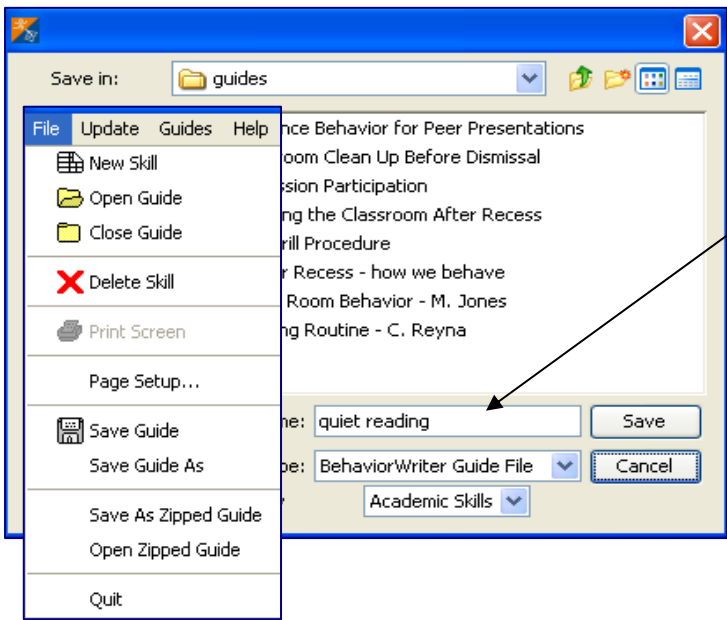 Save in: guides
File Update Guides Help
New Skill
Open Guide
Close Guide
Delete Skill
Print Screen
Page Setup...
Save Guide
Save Guide As
Save As Zipped Guide
Open Zipped Guide
Quit
nce Behavior for Peer Presentations
oom Clean Up Before Dismissal
ssion Participation
ng the Classroom After Recess
rill Procedure
r Recess - how we behave
Room Behavior - M. Jones
ng Routine - C. Reyna
ne: quiet reading Save
pe: BehaviorWriter Guide File Cancel
Academic Skills